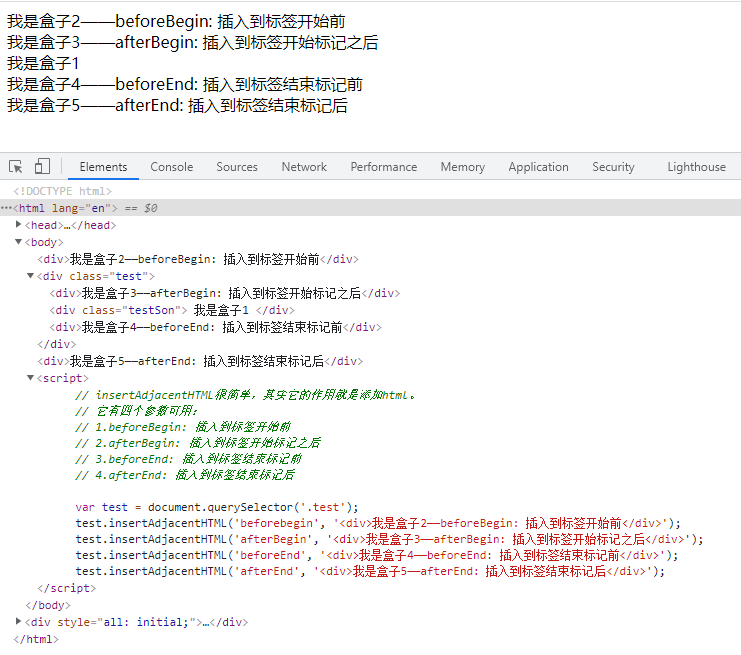 我是盒子2——beforeBegin: 插入到标签开始前
我是盒子3——afterBegin: 插入到标签开始标记之后
我是盒子1
我是盒子4——beforeEnd: 插入到标签结束标记前
我是盒子5——afterEnd: 插入到标签结束标记后
Elements Console Sources Network Performance Memory Application Security Lighthouse
<!DOCTYPE html>
···<html lang="en"> == $0
<head>…</head>
<body>
<div>我是盒子2——beforeBegin: 插入到标签开始前</div>
<div class="test">
<div>我是盒子3——afterBegin: 插入到标签开始标记之后</div>
<div class="testSon"> 我是盒子1 </div>
<div>我是盒子4——beforeEnd: 插入到标签结束标记前</div>
</div>
<div>我是盒子5——afterEnd: 插入到标签结束标记后</div>
<script>
// insertAdjacentHTML很简单，其实它的作用就是添加html。
// 它有四个参数可用：
// 1.beforeBegin: 插入到标签开始前
// 2.afterBegin: 插入到标签开始标记之后
// 3.beforeEnd: 插入到标签结束标记前
// 4.afterEnd: 插入到标签结束标记后
var test = document.querySelector('.test');
test.insertAdjacentHTML('beforebegin', '<div>我是盒子2——beforeBegin: 插入到标签开始前</div>');
test.insertAdjacentHTML('afterBegin', '<div>我是盒子3——afterBegin: 插入到标签开始标记之后</div>');
test.insertAdjacentHTML('beforeEnd', '<div>我是盒子4——beforeEnd: 插入到标签结束标记前</div>');
test.insertAdjacentHTML('afterEnd', '<div>我是盒子5——afterEnd: 插入到标签结束标记后</div>');
</script>
</body>
<div style="all: initial;">…</div>
</html>